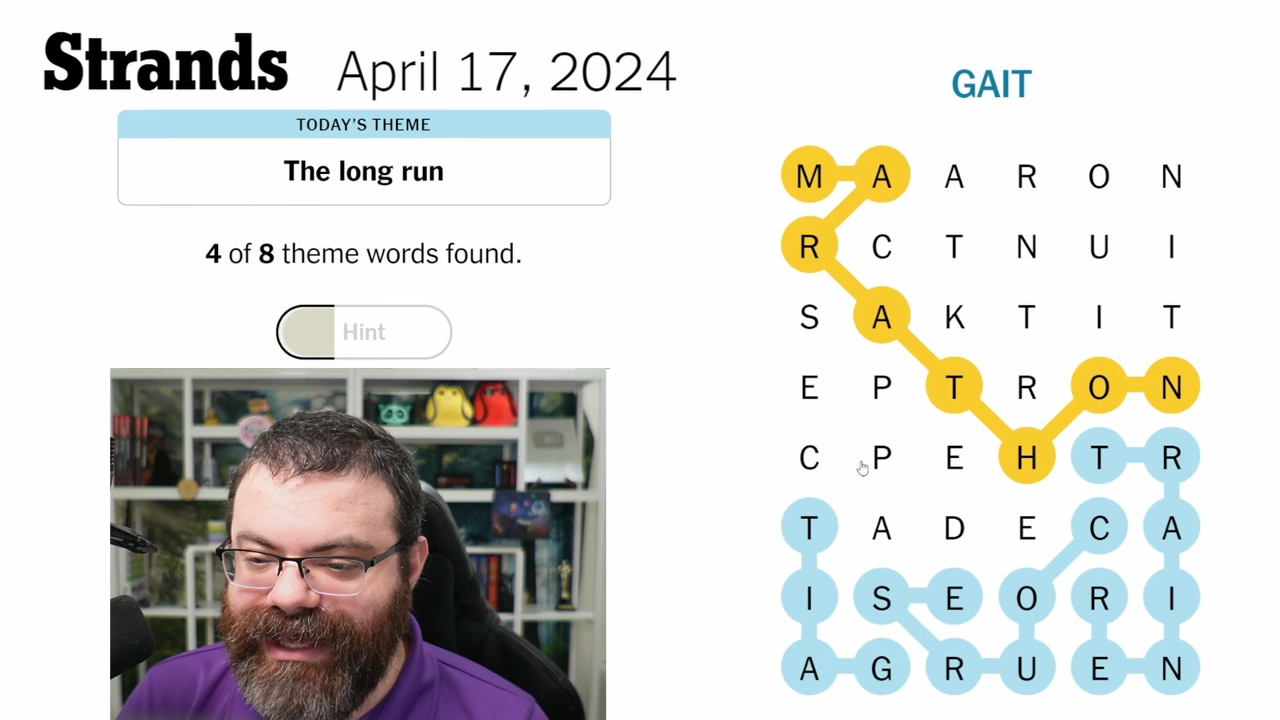 Strands April 17, 2024
TODAY'S THEME
The long run
4 of 8 theme words found.
Hint
GAIT
M A A R O N
R C T N U I
S A K T I T
E P T R O N
C P E H T R
T A D E C A
I S E O R I
A G R U E N